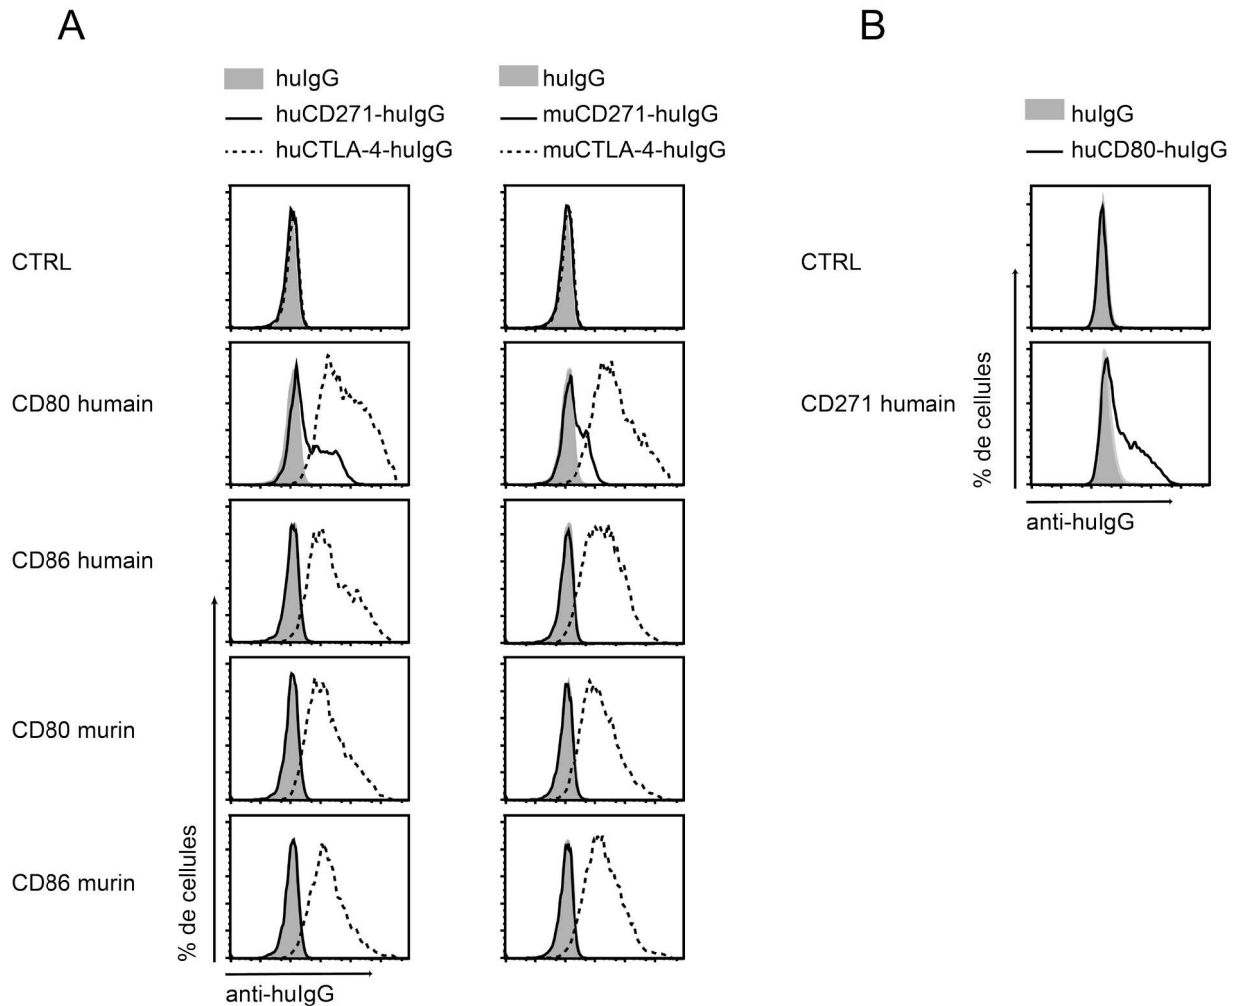 A
B
huIgG
huCD271-huIgG
huCTLA-4-huIgG
huIgG
muCD271-huIgG
muCTLA-4-huIgG
huIgG
huCD80-huIgG
CTRL
CD80 humain
CD86 humain
CD80 murin
CD86 murin
% de cellules
anti-huIgG
CTRL
CD271 humain
% de cellules
anti-huIgG